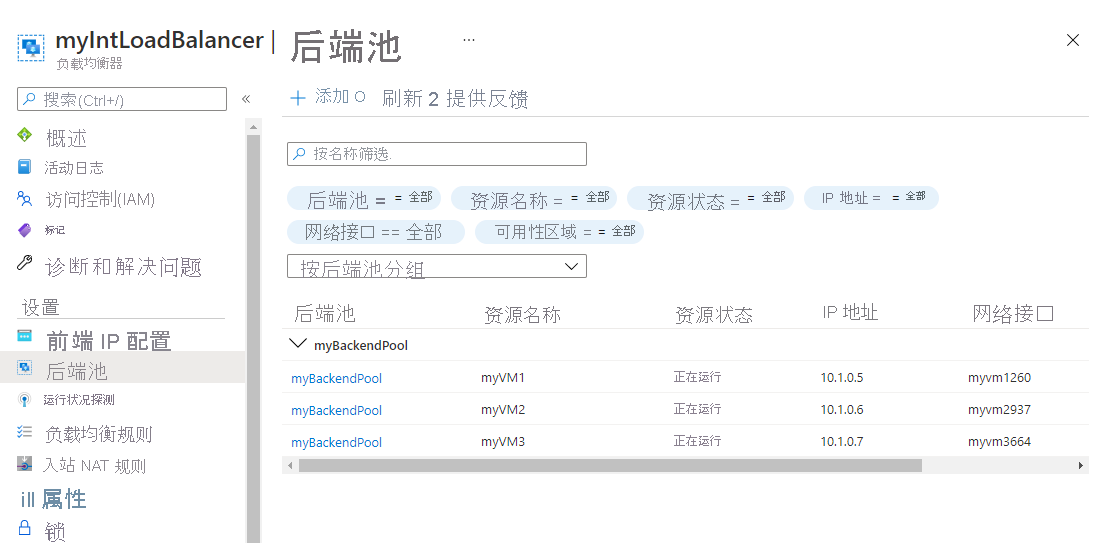 myIntLoadBalancer | 后端池 ...
负载均衡器
搜索(Ctrl+/) «
概述
活动日志
访问控制(IAM)
标记
诊断和解决问题
设置
前端 IP 配置
后端池
运行状况探测
负载均衡规则
入站 NAT 规则
ill 属性
锁
添加 O 刷新 2 提供反馈
按名称筛选.
后端池 = = 全部 资源名称 = = 全部 资源状态 = = 全部 IP 地址 = = 全部
网络接口 == 全部 可用性区域 = = 全部
按后端池分组
后端池 资源名称 资源状态 IP 地址 网络接口
myBackendPool
myBackendPool myVM1 正在运行 10.1.0.5 myvm1260
myBackendPool myVM2 正在运行 10.1.0.6 myvm2937
myBackendPool myVM3 正在运行 10.1.0.7 myvm3664